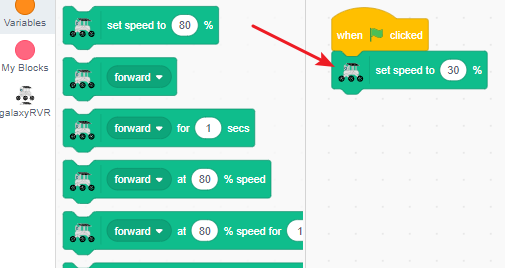 Variables
My Blocks
galaxyRVR
set speed to 80 %
forward
forward for 1 secs
forward at 80 % speed
forward at 80 % speed for 1
when clicked
set speed to 30 %